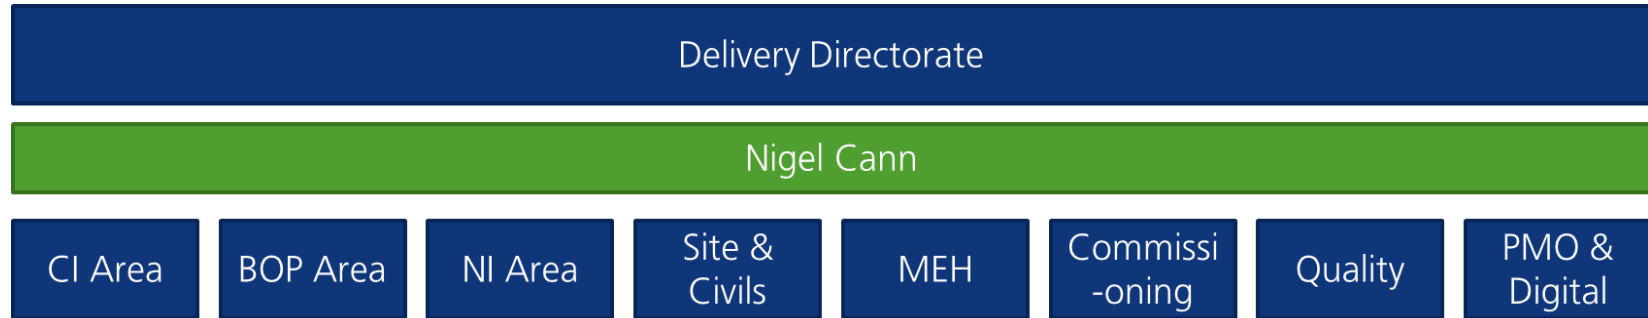 Delivery Directorate
Nigel Cann
CI Area
BOP Area
NI Area
Site &
Civils
MEH
Commissi
-oning
Quality
PMO &
Digital